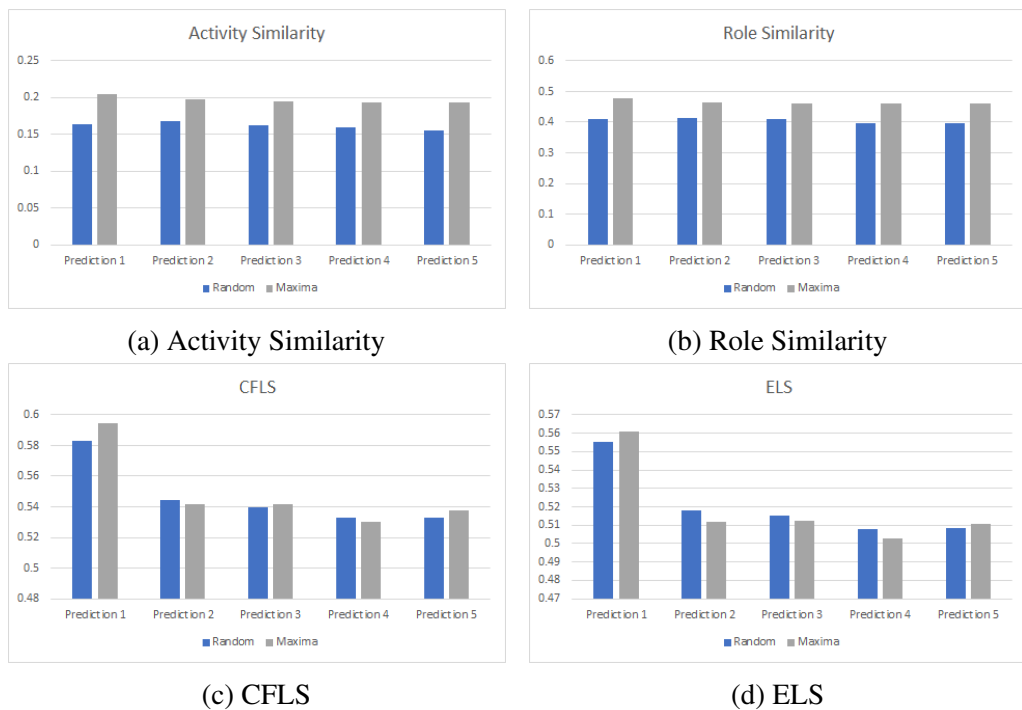 Activity Similarity
0.25
0.2
0.15
0.1
0.05
0
Prediction 1 Prediction 2 Prediction 3 Prediction 4 Prediction 5
Random Maxima
(a) Activity Similarity
Role Similarity
0.6
0.5
0.4
0.3
0.2
0.1
0
Prediction 1 Prediction 2 Prediction 3 Prediction 4 Prediction 5
Random Maxima
(b) Role Similarity
CFLS
0.6
0.58
0.56
0.54
0.52
0.5
0.48
Prediction 1 Prediction 2 Prediction 3 Prediction 4 Prediction 5
Random Maxima
(c) CFLS
ELS
0.57
0.56
0.55
0.54
0.53
0.52
0.51
0.5
0.49
0.48
0.47
Prediction 1 Prediction 2 Prediction 3 Prediction 4 Prediction 5
Random Maxima
(d) ELS